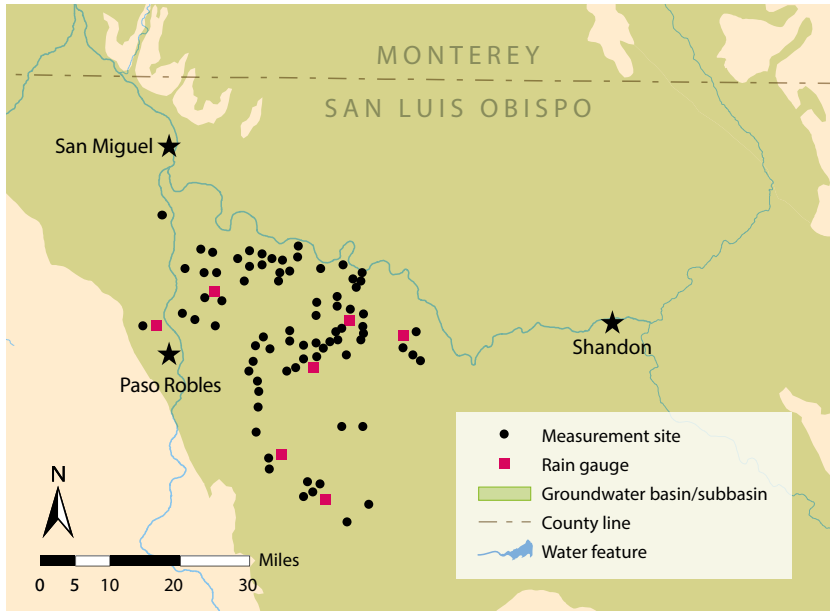 MONTEREY
SAN LUIS OBISPO
San Miguel
Shandon
Paso Robles
Measurement site
Rain gauge
Groundwater basin/subbasin
County line
Water feature
N
Miles
0 5 10 20 30